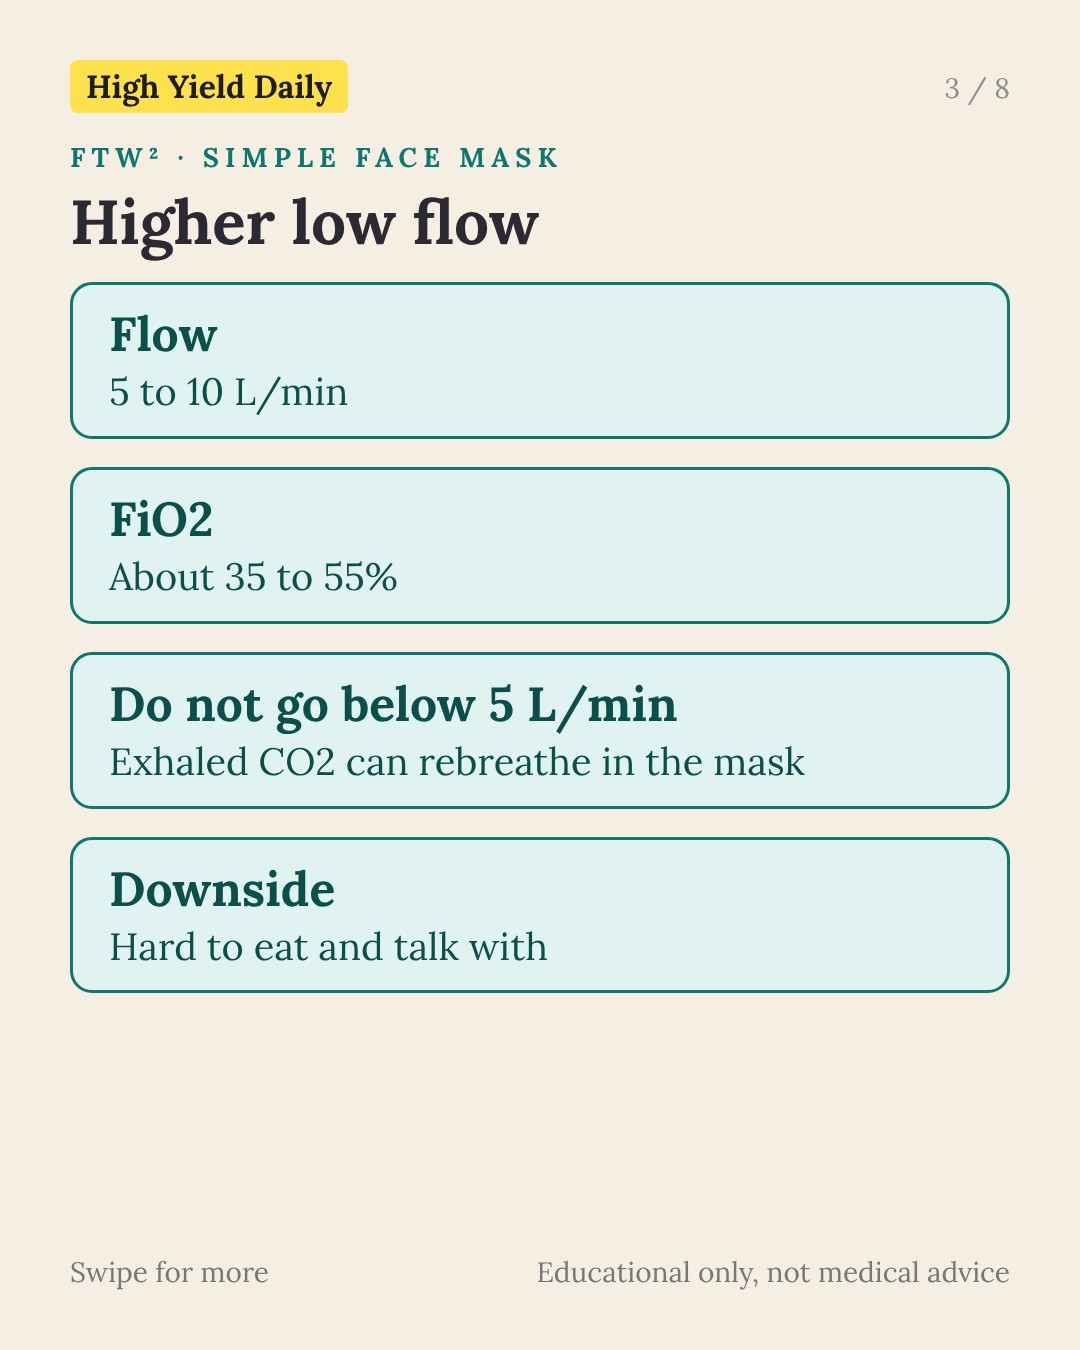 High Yield Daily
3 / 8
FTW² · SIMPLE FACE MASK
Higher low flow
Flow
5 to 10 L/min
FiO2
About 35 to 55%
Do not go below 5 L/min
Exhaled CO2 can rebreathe in the mask
Downside
Hard to eat and talk with
Swipe for more
Educational only, not medical advice